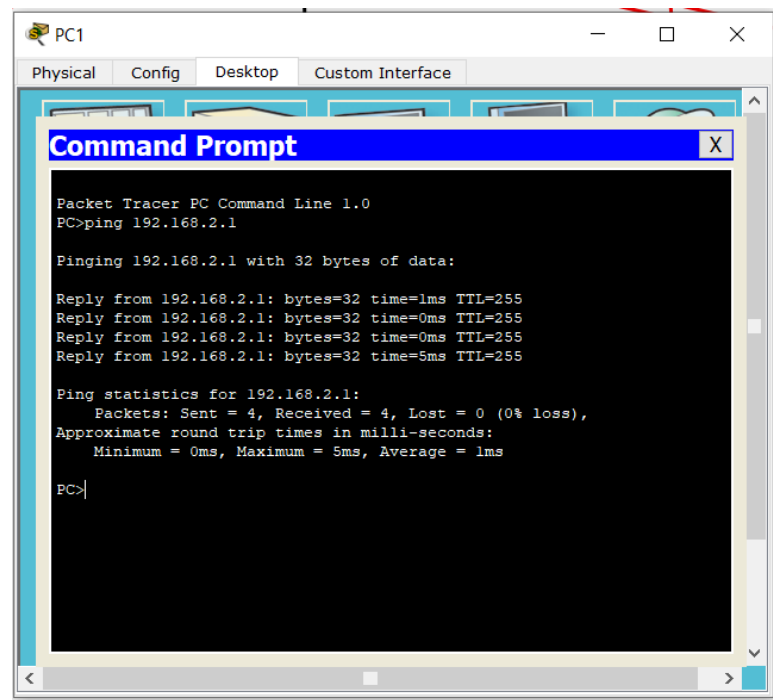 PC1
Physical Config Desktop Custom Interface
Command Prompt X
Packet Tracer PC Command Line 1.0
PC>ping 192.168.2.1
Pinging 192.168.2.1 with 32 bytes of data:
Reply from 192.168.2.1: bytes=32 time=1ms TTL=255
Reply from 192.168.2.1: bytes=32 time=0ms TTL=255
Reply from 192.168.2.1: bytes=32 time=0ms TTL=255
Reply from 192.168.2.1: bytes=32 time=5ms TTL=255
Ping statistics for 192.168.2.1:
Packets: Sent = 4, Received = 4, Lost = 0 (0% loss),
Approximate round trip times in milli-seconds:
Minimum = 0ms, Maximum = 5ms, Average = 1ms
PC>